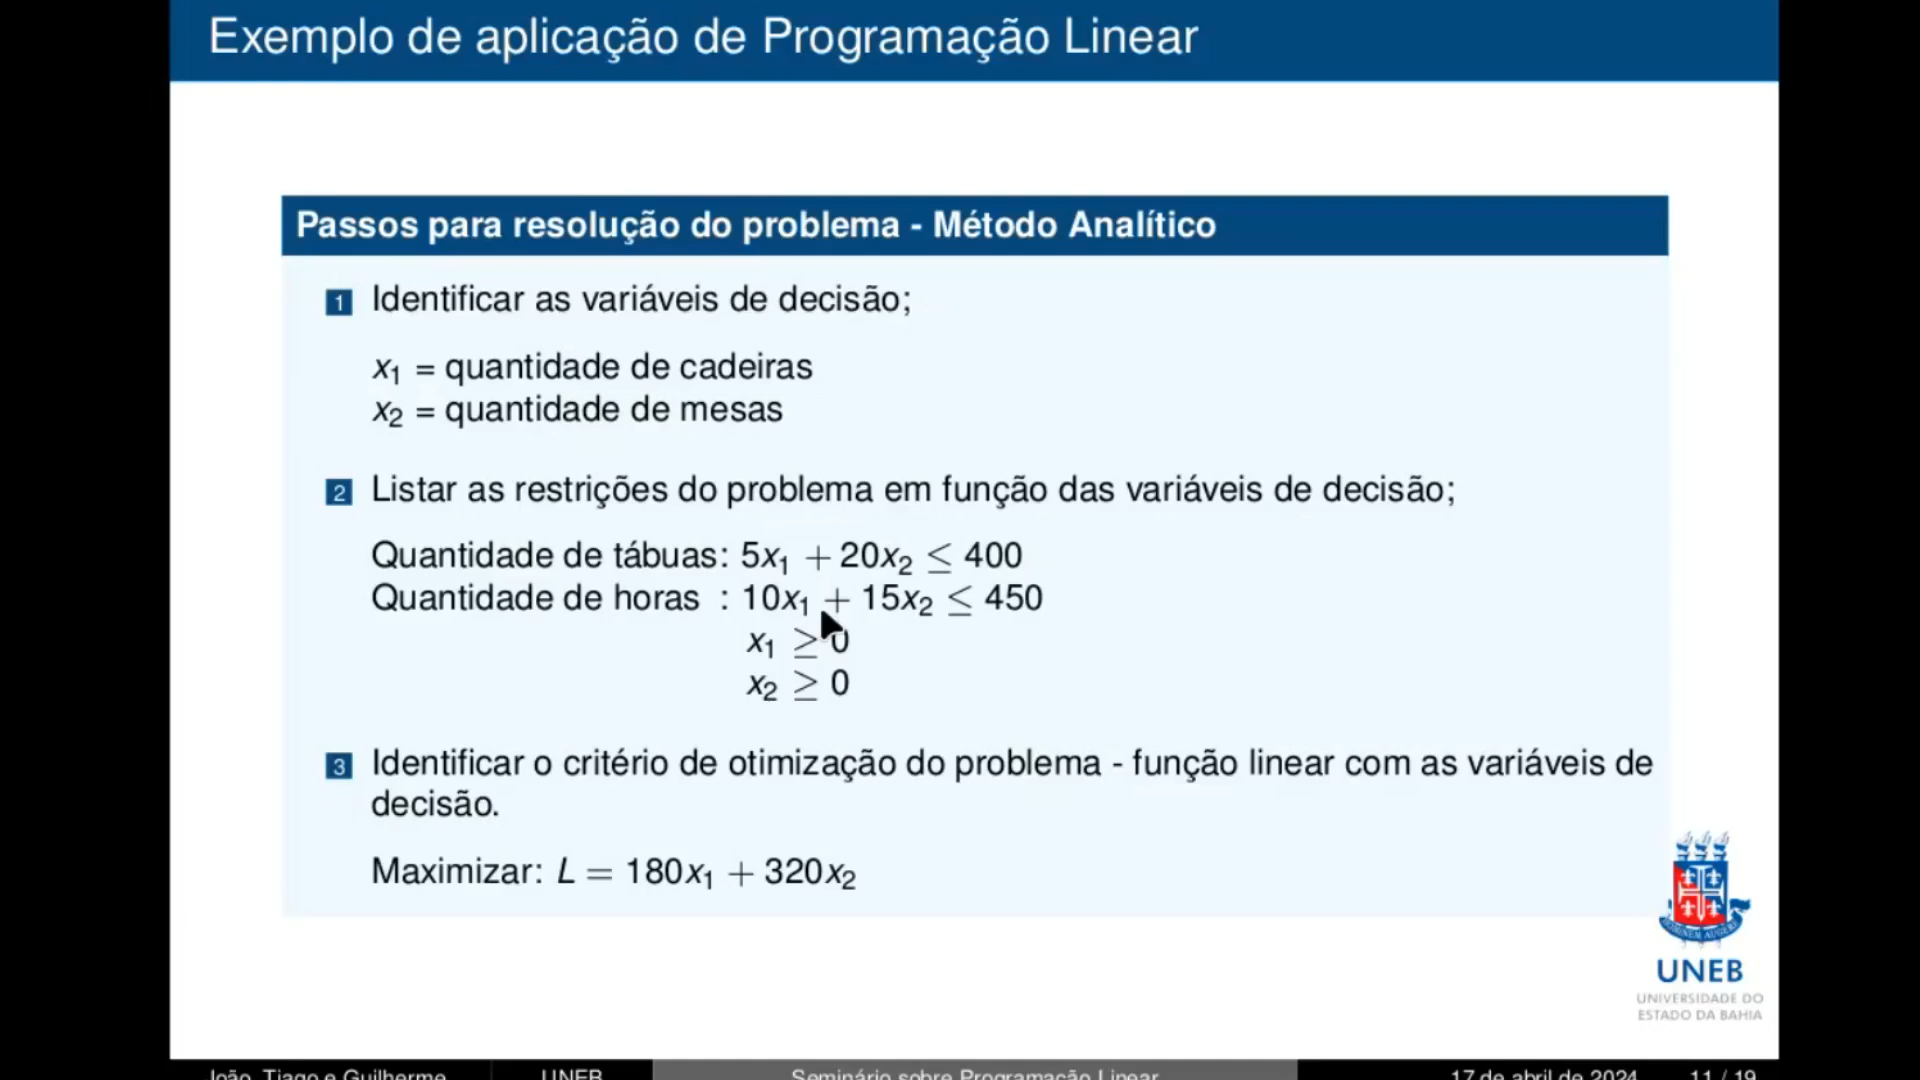 Exemplo de aplicação de Programação Linear
Passos para resolução do problema - Método Analítico
1 Identificar as variáveis de decisão;
x₁ = quantidade de cadeiras
x₂ = quantidade de mesas
2 Listar as restrições do problema em função das variáveis de decisão;
Quantidade de tábuas: 5x₁ + 20x₂ ≤ 400
Quantidade de horas : 10x₁ + 15x₂ ≤ 450
x₁ ≥ 0
x₂ ≥ 0
3 Identificar o critério de otimização do problema - função linear com as variáveis de
decisão.
Maximizar: L = 180x₁ + 320x₂
UNEB
UNIVERSIDADE DO
ESTADO DA BAHIA
João, Tiago e Guilherme UNEB Seminário sobre Programação Linear 17 de abril de 2024 11 / 19